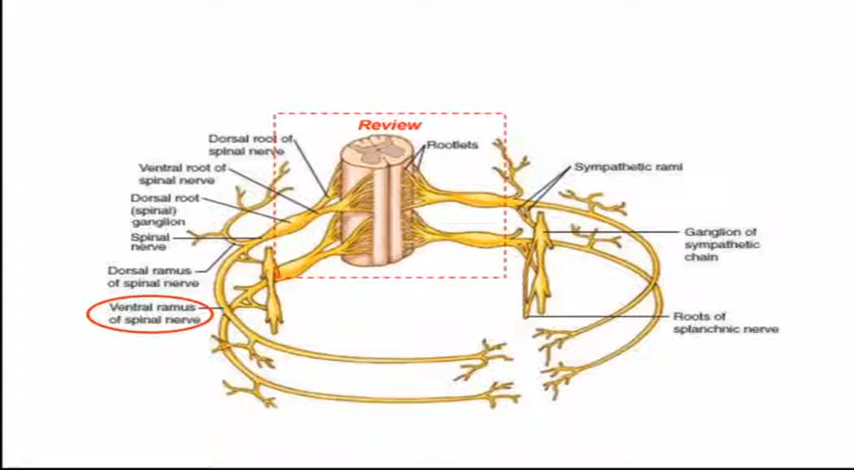 Review
Dorsal root of
spinal nerve
Ventral root of
spinal nerve
Dorsal root
(spinal)
ganglion
Spinal
nerve
Dorsal ramus
of spinal nerve
Ventral ramus
of spinal nerve
Rootlets
Sympathetic rami
Ganglion of
sympathetic
chain
Roots of
splanchnic nerve